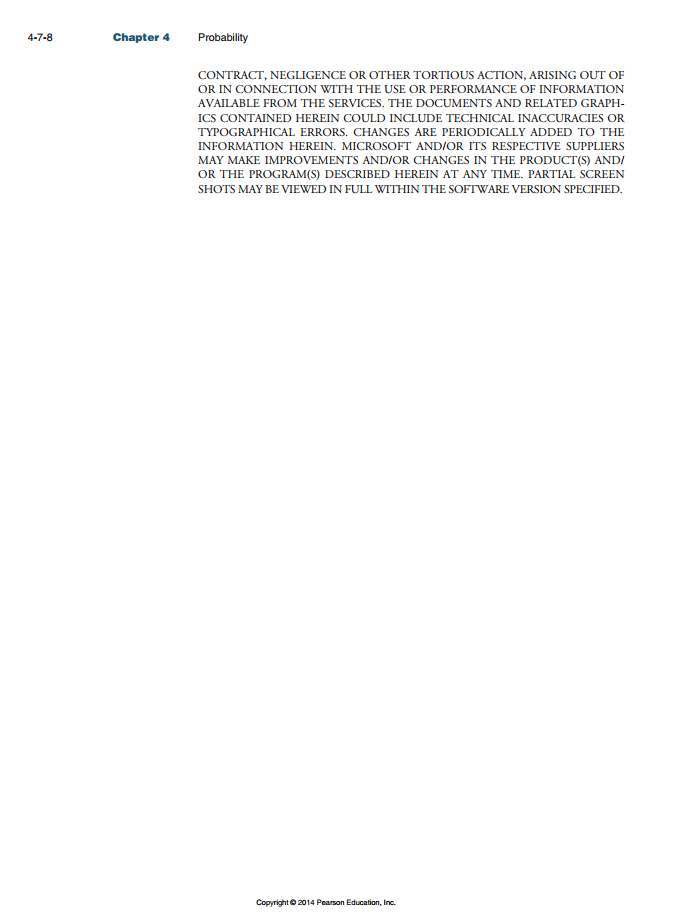 4-7-8 Chapter 4 Probability
CONTRACT, NEGLIGENCE OR OTHER TORTIOUS ACTION, ARISING OUT OF
OR IN CONNECTION WITH THE USE OR PERFORMANCE OF INFORMATION
AVAILABLE FROM THE SERVICES. THE DOCUMENTS AND RELATED GRAPH-
ICS CONTAINED HEREIN COULD INCLUDE TECHNICAL INACCURACIES OR
TYPOGRAPHICAL ERRORS. CHANGES ARE PERIODICALLY ADDED TO THE
INFORMATION HEREIN. MICROSOFT AND/OR ITS RESPECTIVE SUPPLIERS
MAY MAKE IMPROVEMENTS AND/OR CHANGES IN THE PRODUCT(S) AND/
OR THE PROGRAM(S) DESCRIBED HEREIN AT ANY TIME. PARTIAL SCREEN
SHOTS MAY BE VIEWED IN FULL WITHIN THE SOFTWARE VERSION SPECIFIED.
Copyright © 2014 Pearson Education, Inc.